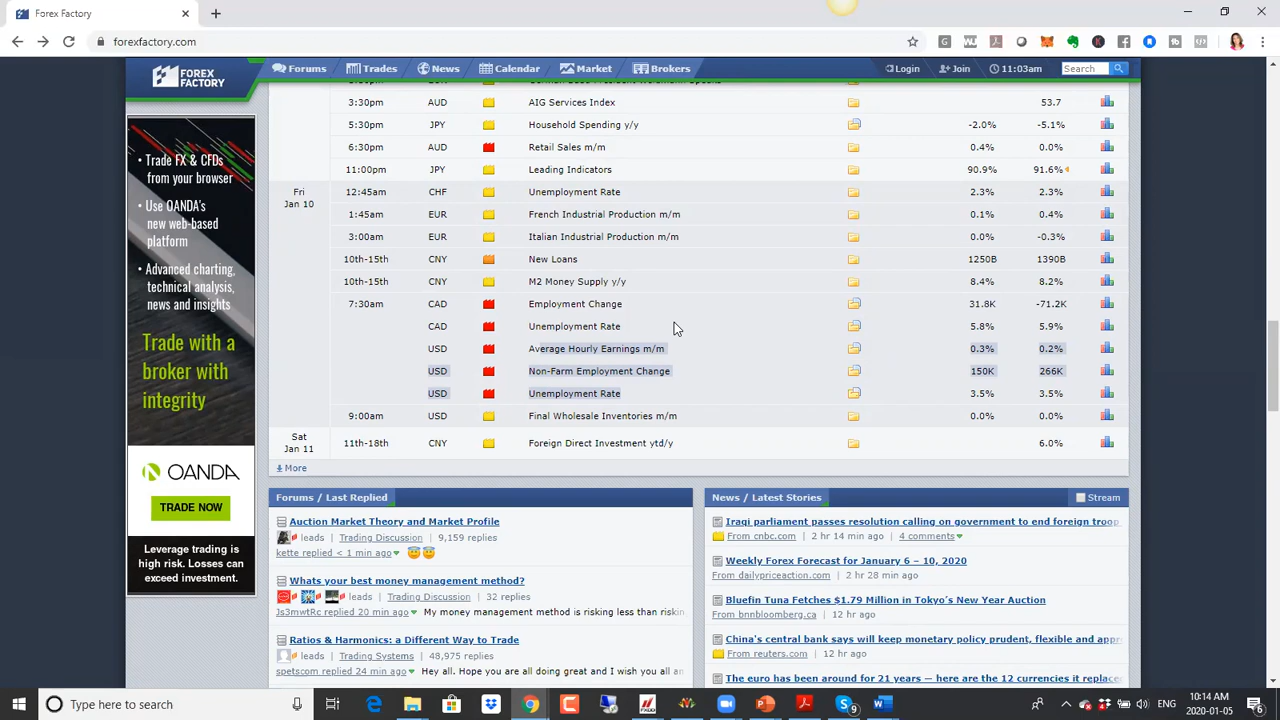 Forex Factory
forexfactory.com
FOREX FACTORY
Forums Trades News Calendar Market Brokers Login Join 11:03am Search
3:30pm AUD AIG Services Index 53.7
5:30pm JPY Household Spending y/y -2.0% -5.1%
6:30pm AUD Retail Sales m/m 0.4% 0.0%
11:00pm JPY Leading Indicators 90.9% 91.6%
Fri Jan 10 12:45am CHF Unemployment Rate 2.3% 2.3%
1:45am EUR French Industrial Production m/m 0.1% 0.4%
3:00am EUR Italian Industrial Production m/m 0.0% -0.3%
10th-15th CNY New Loans 1250B 1390B
10th-15th CNY M2 Money Supply y/y 8.4% 8.2%
7:30am CAD Employment Change 31.8K -71.2K
CAD Unemployment Rate 5.8% 5.9%
USD Average Hourly Earnings m/m 0.3% 0.2%
USD Non-Farm Employment Change 150K 266K
USD Unemployment Rate 3.5% 3.5%
9:00am USD Final Wholesale Inventories m/m 0.0% 0.0%
Sat Jan 11 11th-18th CNY Foreign Direct Investment ytd/y 6.0%
More
• Trade FX & CFDs
from your browser
• Use OANDA's
new web-based
platform
• Advanced charting,
technical analysis,
news and insights
Trade with a
broker with
integrity
OANDA
TRADE NOW
Leverage trading is
high risk. Losses can
exceed investment.
Forums / Last Replied
Auction Market Theory and Market Profile
leads | Trading Discussion | 9,159 replies
kette replied < 1 min ago
Whats your best money management method?
leads | Trading Discussion | 32 replies
Js3mwtRc replied 20 min ago My money management method is risking less than riskin
Ratios & Harmonics: a Different Way to Trade
leads | Trading Systems | 48,975 replies
spetscom replied 24 min ago Hey all. Hope you are all doing great and I wish you all
News / Latest Stories Stream
Iraqi parliament passes resolution calling on government to end foreign troop
From cnbc.com | 2 hr 14 min ago | 4 comments
Weekly Forex Forecast for January 6 – 10, 2020
From dailypriceaction.com | 2 hr 28 min ago
Bluefin Tuna Fetches $1.79 Million in Tokyo's New Year Auction
From bnnbloomberg.ca | 12 hr ago
China's central bank says will keep monetary policy prudent, flexible and appr
From reuters.com | 12 hr ago
The euro has been around for 21 years — here are the 12 currencies it replace
Type here to search
9
10:14 AM
2020-01-05
6